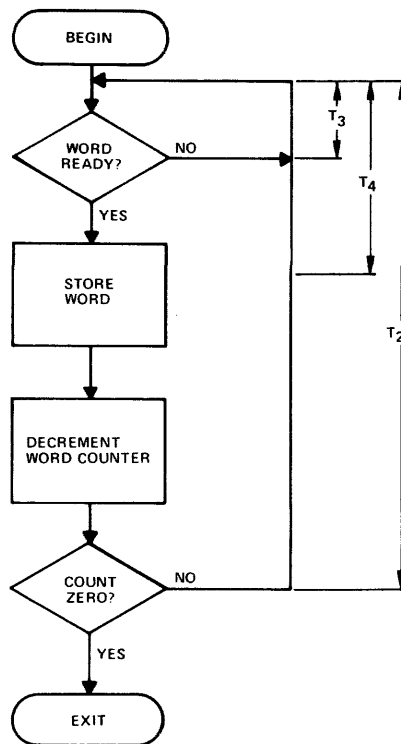 BEGIN
WORD
READY?
NO
T3
T4
YES
STORE
WORD
T2
DECREMENT
WORD COUNTER
COUNT
ZERO?
NO
YES
EXIT